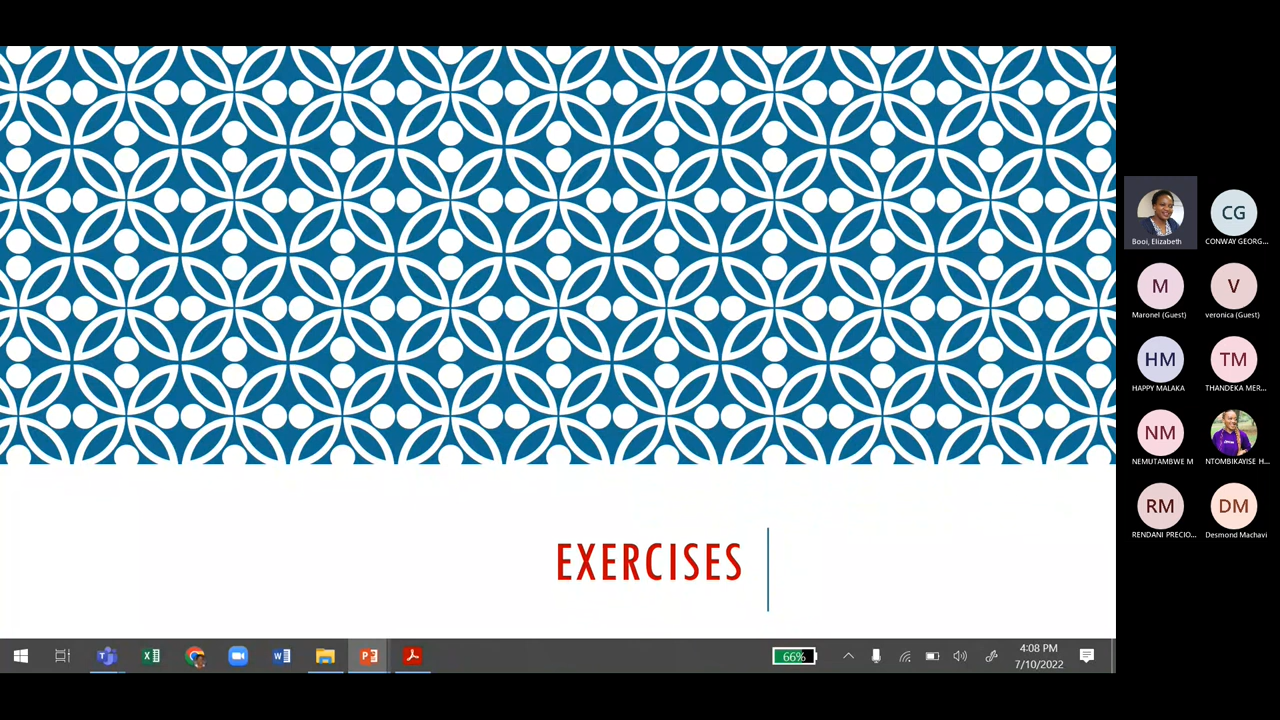 EXERCISES
Booi, Elizabeth
CG
CONWAY GEORG...
M
Maronel (Guest)
V
veronica (Guest)
HM
HAPPY MALAKA
TM
THANDEKA MER...
NM
NEMUTAMBWE M
NTOMBIKAYISE H...
RM
RENDANI PRECIO...
DM
Desmond Machavi
66%
4:08 PM
7/10/2022